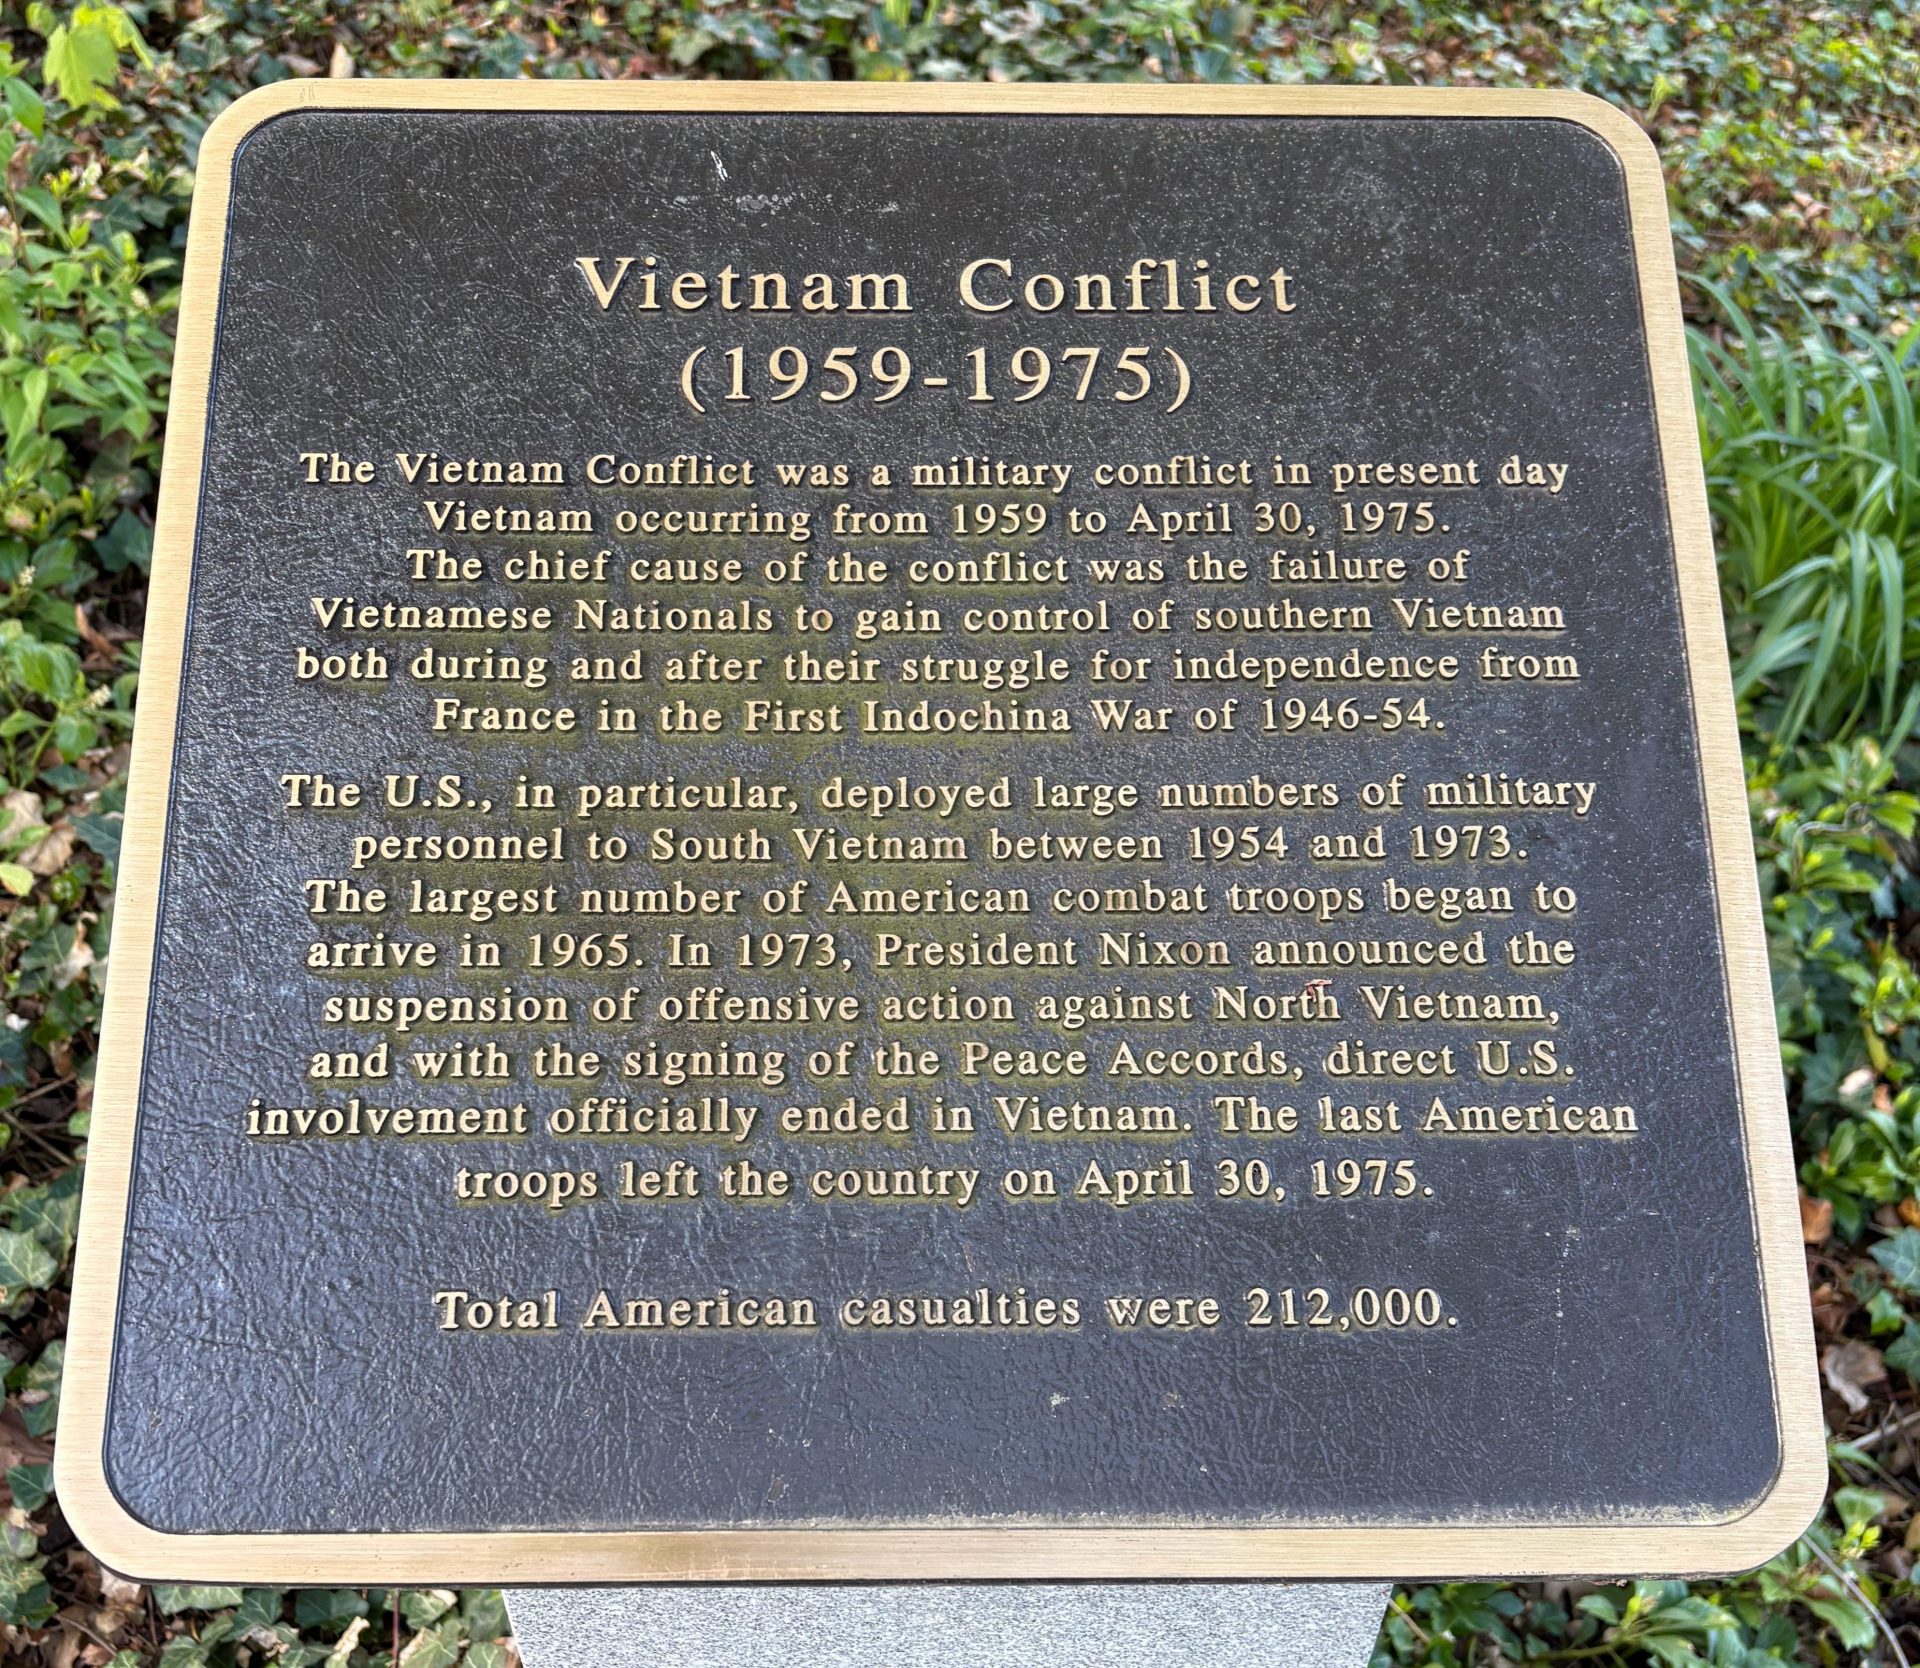 Vietnam Conflict
(1959-1975)
The Vietnam Conflict was a military conflict in present day
Vietnam occurring from 1959 to April 30, 1975.
The chief cause of the conflict was the failure of
Vietnamese Nationals to gain control of southern Vietnam
both during and after their struggle for independence from
France in the First Indochina War of 1946-54.
The U.S., in particular, deployed large numbers of military
personnel to South Vietnam between 1954 and 1973.
The largest number of American combat troops began to
arrive in 1965. In 1973, President Nixon announced the
suspension of offensive action against North Vietnam,
and with the signing of the Peace Accords, direct U.S.
involvement officially ended in Vietnam. The last American
troops left the country on April 30, 1975.
Total American casualties were 212,000.